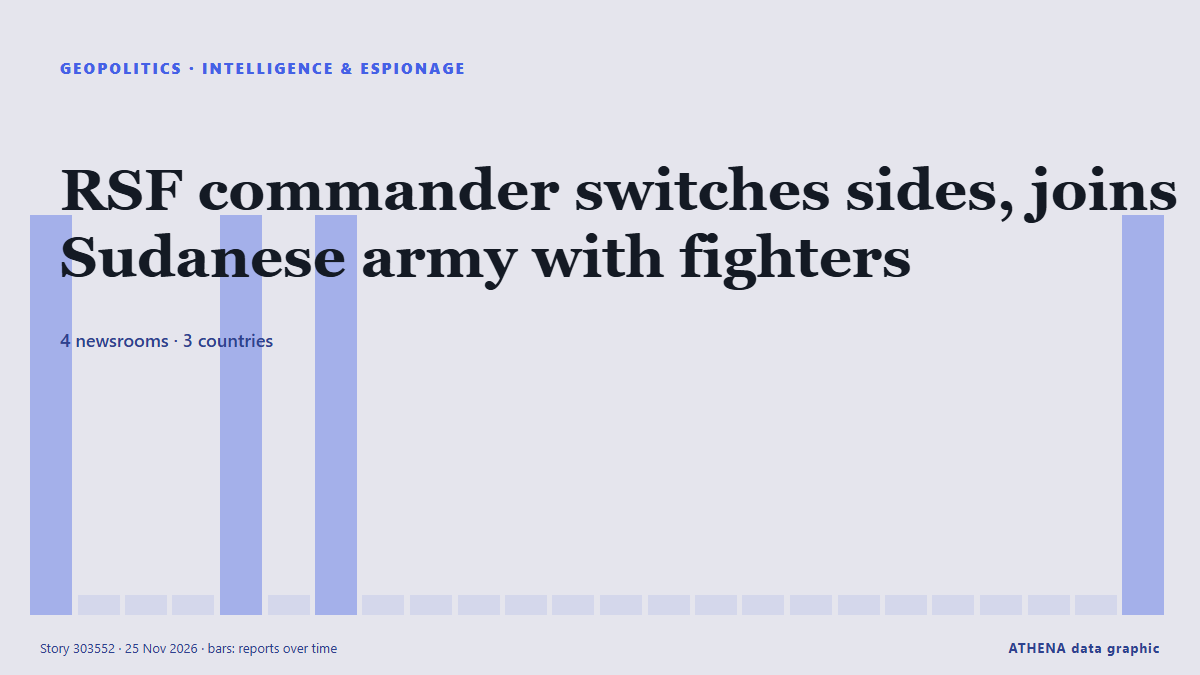 GEOPOLITICS · INTELLIGENCE & ESPIONAGE
RSF commander switches sides, joins
Sudanese army with fighters
4 newsrooms · 3 countries
Story 303552 · 25 Nov 2026 · bars: reports over time
ATHENA data graphic